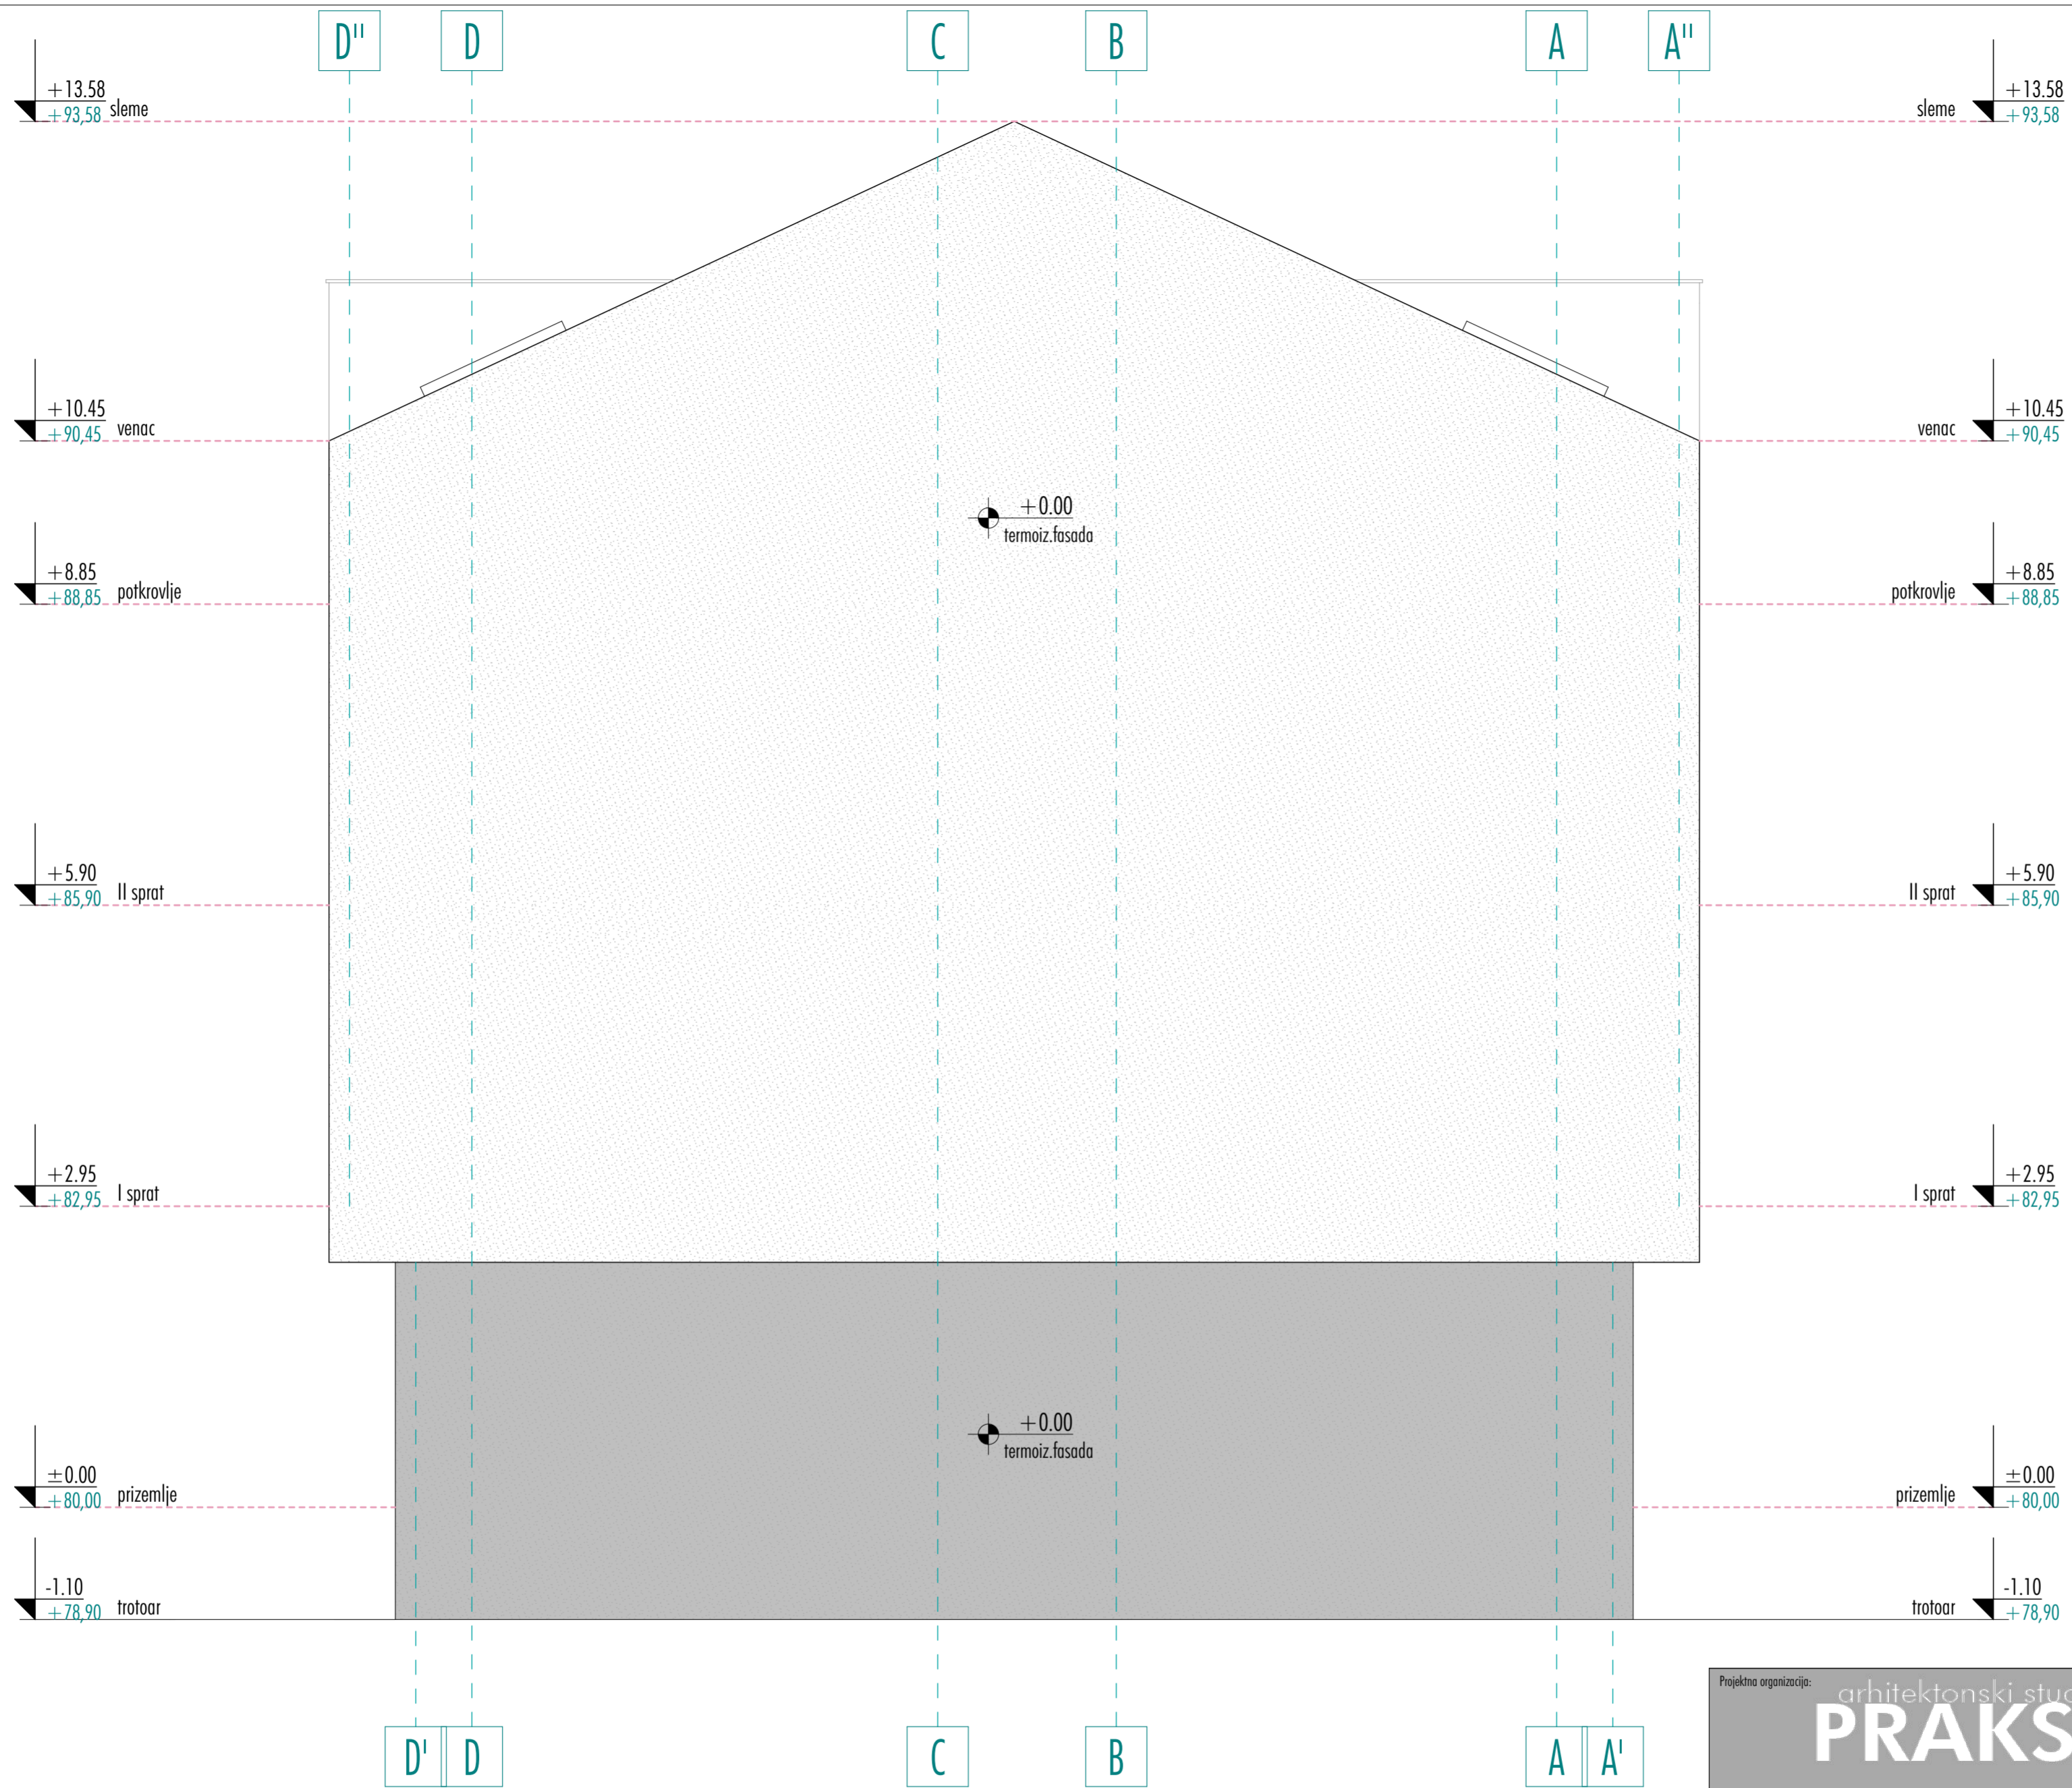 D" D C B A A"
+13.58 +13.58
+93,58 sleme sleme +93,58
+10.45 +10.45
+90,45 venac venac +90,45
+0.00
termoiz.fasada
+8.85 +8.85
+88,85 potkrovlje potkrovlje +88,85
+5.90 +5.90
+85,90 II sprat II sprat +85,90
+2.95 +2.95
+82,95 I sprat I sprat +82,95
+0.00
termoiz.fasada
±0.00 ±0.00
+80,00 prizemlje prizemlje +80,00
-1.10 -1.10
+78,90 trotoar trotoar +78,90
Projektna organizacija:
arhitektonski
PRAKS
D' D C B A A'